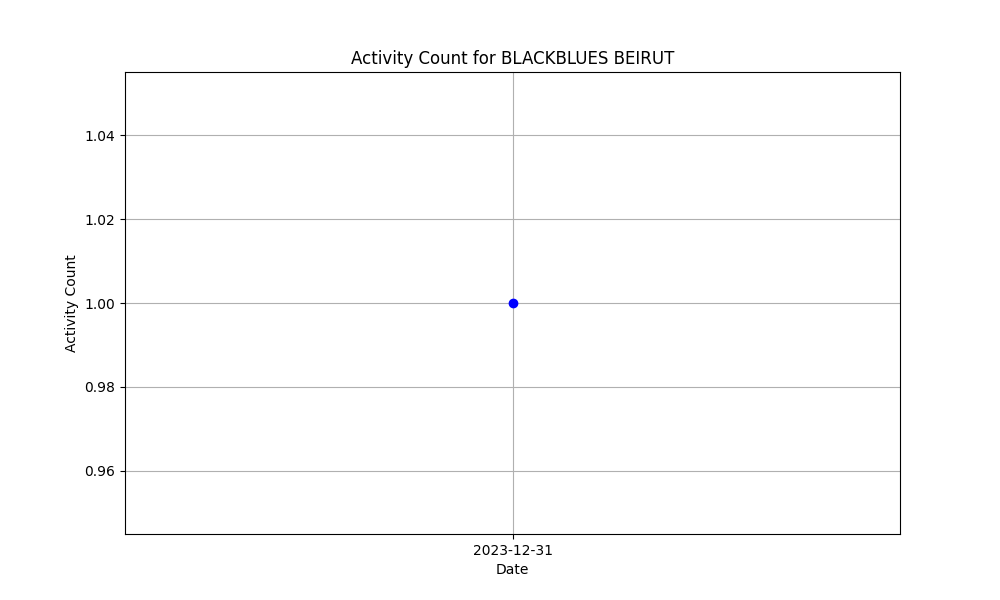 Activity Count for BLACKBLUES BEIRUT
1.04
1.02
1.00
0.98
0.96
Activity Count
2023-12-31
Date